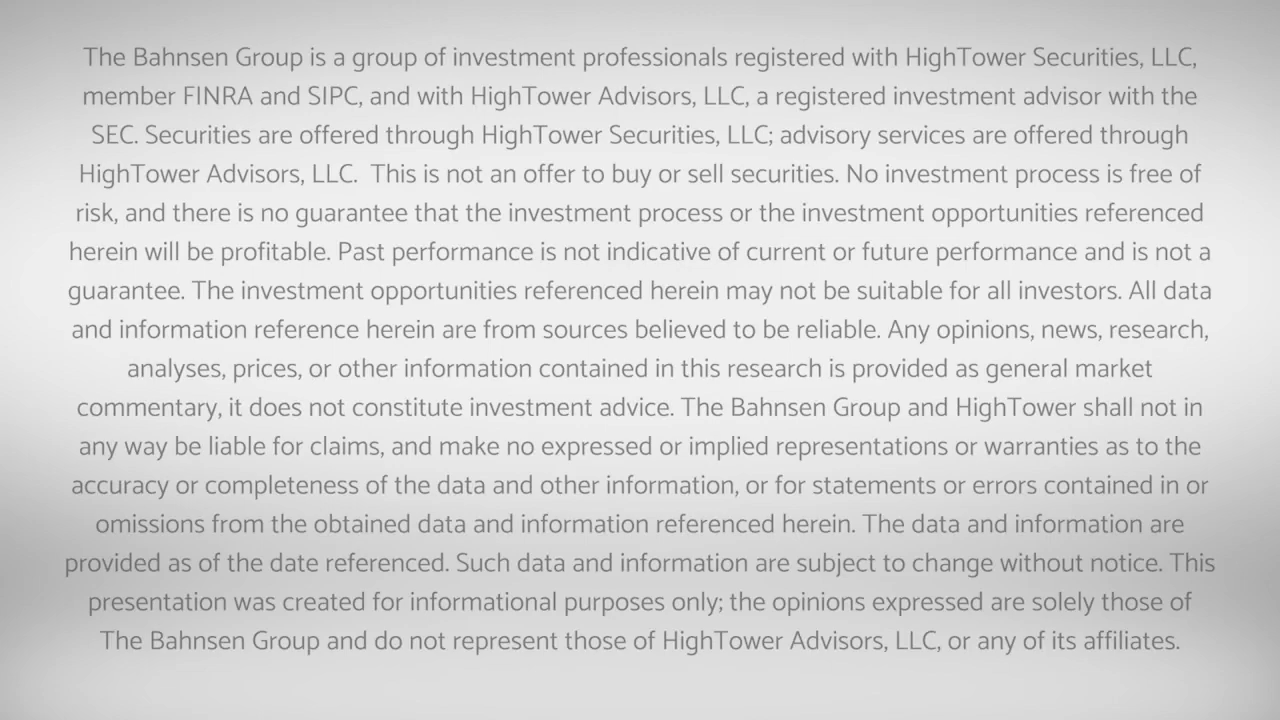 The Bahnsen Group is a group of investment professionals registered with HighTower Securities, LLC,
member FINRA and SIPC, and with HighTower Advisors, LLC, a registered investment advisor with the
SEC. Securities are offered through HighTower Securities, LLC; advisory services are offered through
HighTower Advisors, LLC.  This is not an offer to buy or sell securities. No investment process is free of
risk, and there is no guarantee that the investment process or the investment opportunities referenced
herein will be profitable. Past performance is not indicative of current or future performance and is not a
guarantee. The investment opportunities referenced herein may not be suitable for all investors. All data
and information reference herein are from sources believed to be reliable. Any opinions, news, research,
analyses, prices, or other information contained in this research is provided as general market
commentary, it does not constitute investment advice. The Bahnsen Group and HighTower shall not in
any way be liable for claims, and make no expressed or implied representations or warranties as to the
accuracy or completeness of the data and other information, or for statements or errors contained in or
omissions from the obtained data and information referenced herein. The data and information are
provided as of the date referenced. Such data and information are subject to change without notice. This
presentation was created for informational purposes only; the opinions expressed are solely those of
The Bahnsen Group and do not represent those of HighTower Advisors, LLC, or any of its affiliates.